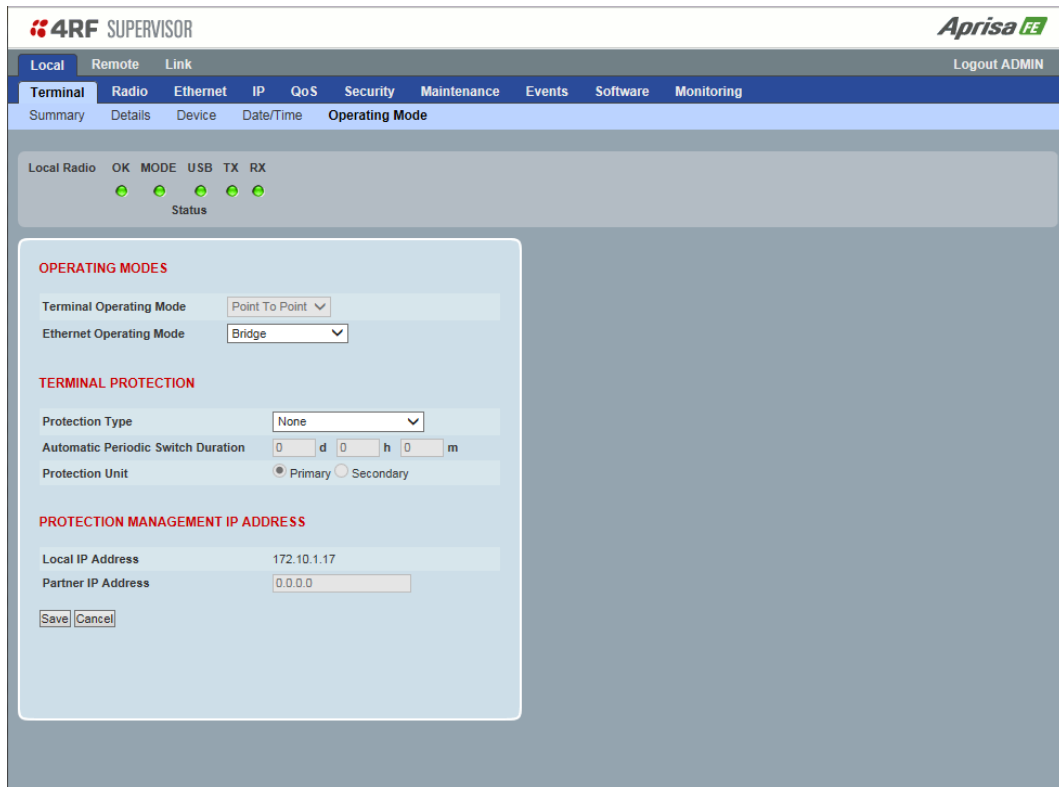 4RF SUPERVISOR Aprisa FE
Local Remote Link Logout ADMIN
Terminal Radio Ethernet IP QoS Security Maintenance Events Software Monitoring
Summary Details Device Date/Time Operating Mode
Local Radio OK MODE USB TX RX
Status
OPERATING MODES
Terminal Operating Mode Point To Point
Ethernet Operating Mode Bridge
TERMINAL PROTECTION
Protection Type None
Automatic Periodic Switch Duration 0 d 0 h 0 m
Protection Unit Primary Secondary
PROTECTION MANAGEMENT IP ADDRESS
Local IP Address 172.10.1.17
Partner IP Address 0.0.0.0
Save Cancel